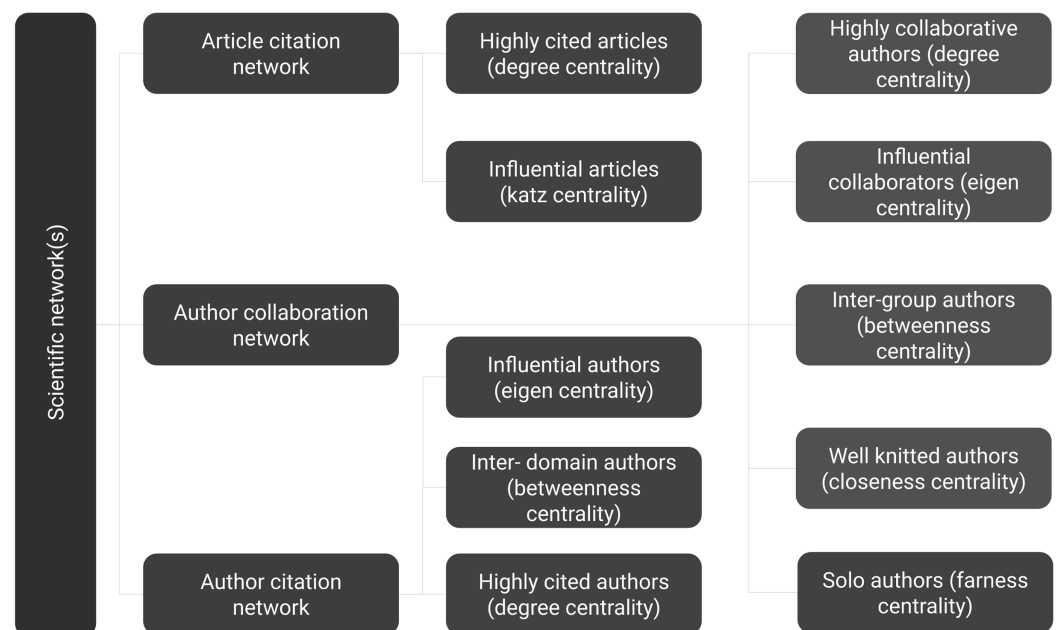 Scientific network(s)
Article citation
network
Highly cited articles
(degree centrality)
Influential articles
(katz centrality)
Author collaboration
network
Highly collaborative
authors (degree
centrality)
Influential
collaborators (eigen
centrality)
Inter-group authors
(betweenness
centrality)
Well knitted authors
(closeness centrality)
Solo authors (farness
centrality)
Author citation
network
Influential authors
(eigen centrality)
Inter- domain authors
(betweenness
centrality)
Highly cited authors
(degree centrality)